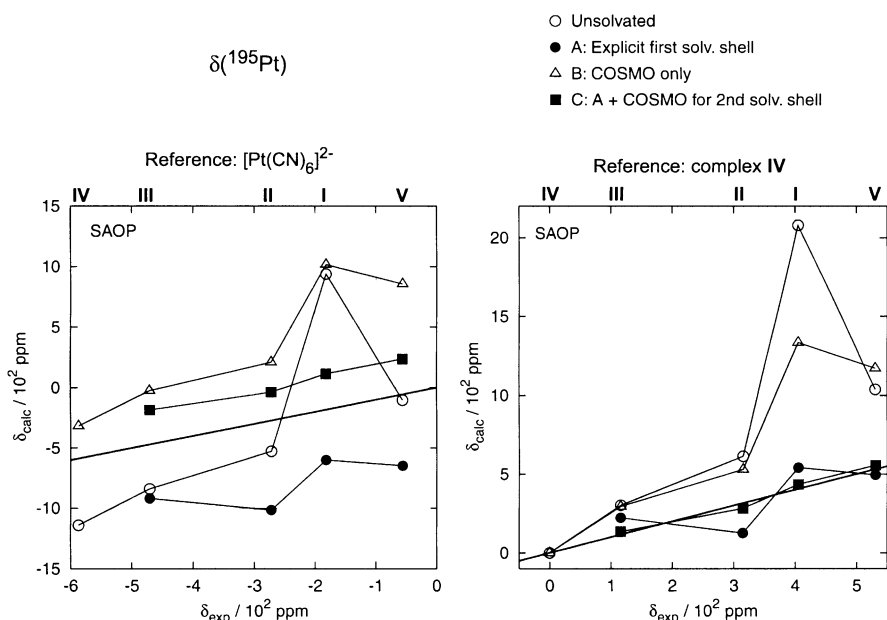 δ(¹⁹⁵Pt)
Unsolvated
A: Explicit first solv. shell
B: COSMO only
C: A + COSMO for 2nd solv. shell
Reference: [Pt(CN)₆]²⁻
IV III II I V
SAOP
15
10
5
0
-5
-10
-15
δcalc / 10² ppm
-6 -5 -4 -3 -2 -1 0
δexp / 10² ppm
Reference: complex IV
IV III II I V
SAOP
20
15
10
5
0
δcalc / 10² ppm
0 1 2 3 4 5
δexp / 10² ppm